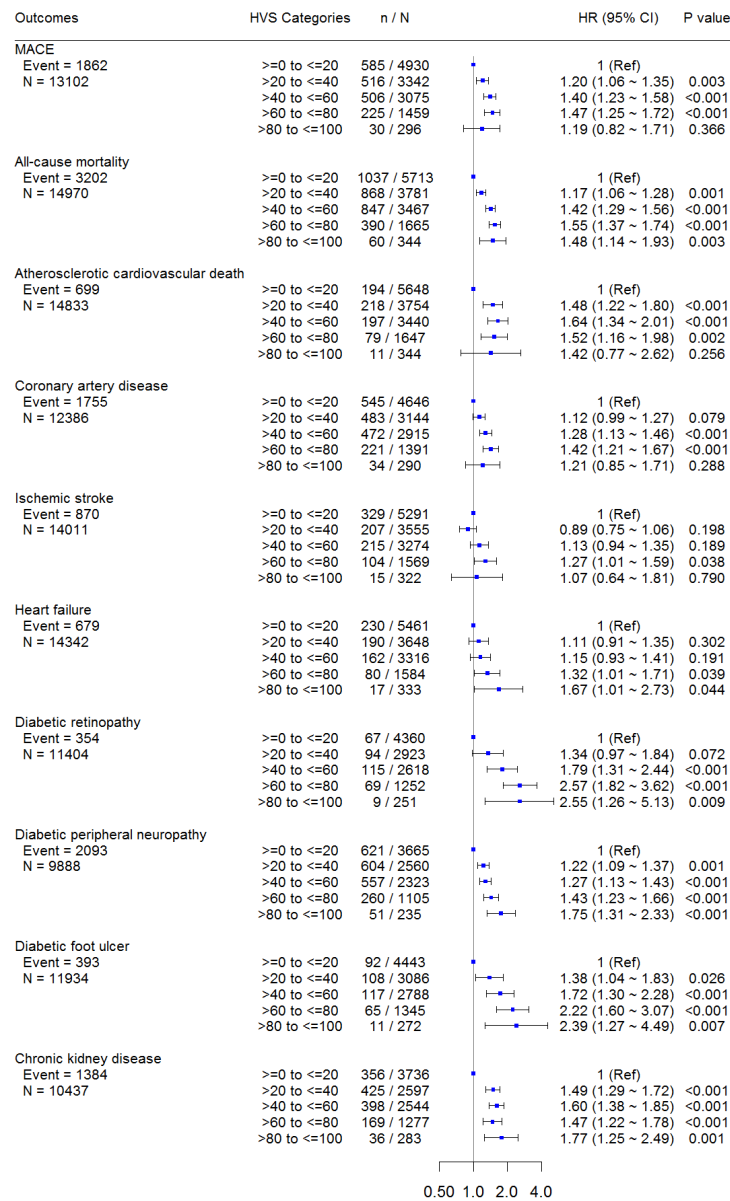 Outcomes HVS Categories n / N HR (95% CI) P value
MACE
Event = 1862 >=0 to <=20 585 / 4930 1 (Ref)
N = 13102 >20 to <=40 516 / 3342 1.20 (1.06 ~ 1.35) 0.003
>40 to <=60 506 / 3075 1.40 (1.23 ~ 1.58) <0.001
>60 to <=80 225 / 1459 1.47 (1.25 ~ 1.72) <0.001
>80 to <=100 30 / 296 1.19 (0.82 ~ 1.71) 0.366
All-cause mortality
Event = 3202 >=0 to <=20 1037 / 5713 1 (Ref)
N = 14970 >20 to <=40 868 / 3781 1.17 (1.06 ~ 1.28) 0.001
>40 to <=60 847 / 3467 1.42 (1.29 ~ 1.56) <0.001
>60 to <=80 390 / 1665 1.55 (1.37 ~ 1.74) <0.001
>80 to <=100 60 / 344 1.48 (1.14 ~ 1.93) 0.003
Atherosclerotic cardiovascular death
Event = 699 >=0 to <=20 194 / 5648 1 (Ref)
N = 14833 >20 to <=40 218 / 3754 1.48 (1.22 ~ 1.80) <0.001
>40 to <=60 197 / 3440 1.64 (1.34 ~ 2.01) <0.001
>60 to <=80 79 / 1647 1.52 (1.16 ~ 1.98) 0.002
>80 to <=100 11 / 344 1.42 (0.77 ~ 2.62) 0.256
Coronary artery disease
Event = 1755 >=0 to <=20 545 / 4646 1 (Ref)
N = 12386 >20 to <=40 483 / 3144 1.12 (0.99 ~ 1.27) 0.079
>40 to <=60 472 / 2915 1.28 (1.13 ~ 1.46) <0.001
>60 to <=80 221 / 1391 1.42 (1.21 ~ 1.67) <0.001
>80 to <=100 34 / 290 1.21 (0.85 ~ 1.71) 0.288
Ischemic stroke
Event = 870 >=0 to <=20 329 / 5291 1 (Ref)
N = 14011 >20 to <=40 207 / 3555 0.89 (0.75 ~ 1.06) 0.198
>40 to <=60 215 / 3274 1.13 (0.94 ~ 1.35) 0.189
>60 to <=80 104 / 1569 1.27 (1.01 ~ 1.59) 0.038
>80 to <=100 15 / 322 1.07 (0.64 ~ 1.81) 0.790
Heart failure
Event = 679 >=0 to <=20 230 / 5461 1 (Ref)
N = 14342 >20 to <=40 190 / 3648 1.11 (0.91 ~ 1.35) 0.302
>40 to <=60 162 / 3316 1.15 (0.93 ~ 1.41) 0.191
>60 to <=80 80 / 1584 1.32 (1.01 ~ 1.71) 0.039
>80 to <=100 17 / 333 1.67 (1.01 ~ 2.73) 0.044
Diabetic retinopathy
Event = 354 >=0 to <=20 67 / 4360 1 (Ref)
N = 11404 >20 to <=40 94 / 2923 1.34 (0.97 ~ 1.84) 0.072
>40 to <=60 115 / 2618 1.79 (1.31 ~ 2.44) <0.001
>60 to <=80 69 / 1252 2.57 (1.82 ~ 3.62) <0.001
>80 to <=100 9 / 251 2.55 (1.26 ~ 5.13) 0.009
Diabetic peripheral neuropathy
Event = 2093 >=0 to <=20 621 / 3665 1 (Ref)
N = 9888 >20 to <=40 604 / 2560 1.22 (1.09 ~ 1.37) 0.001
>40 to <=60 557 / 2323 1.27 (1.13 ~ 1.43) <0.001
>60 to <=80 260 / 1105 1.43 (1.23 ~ 1.66) <0.001
>80 to <=100 51 / 235 1.75 (1.31 ~ 2.33) <0.001
Diabetic foot ulcer
Event = 393 >=0 to <=20 92 / 4443 1 (Ref)
N = 11934 >20 to <=40 108 / 3086 1.38 (1.04 ~ 1.83) 0.026
>40 to <=60 117 / 2788 1.72 (1.30 ~ 2.28) <0.001
>60 to <=80 65 / 1345 2.22 (1.60 ~ 3.07) <0.001
>80 to <=100 11 / 272 2.39 (1.27 ~ 4.49) 0.007
Chronic kidney disease
Event = 1384 >=0 to <=20 356 / 3736 1 (Ref)
N = 10437 >20 to <=40 425 / 2597 1.49 (1.29 ~ 1.72) <0.001
>40 to <=60 398 / 2544 1.60 (1.38 ~ 1.85) <0.001
>60 to <=80 169 / 1277 1.47 (1.22 ~ 1.78) <0.001
>80 to <=100 36 / 283 1.77 (1.25 ~ 2.49) 0.001
0.50 1.0 2.0 4.0